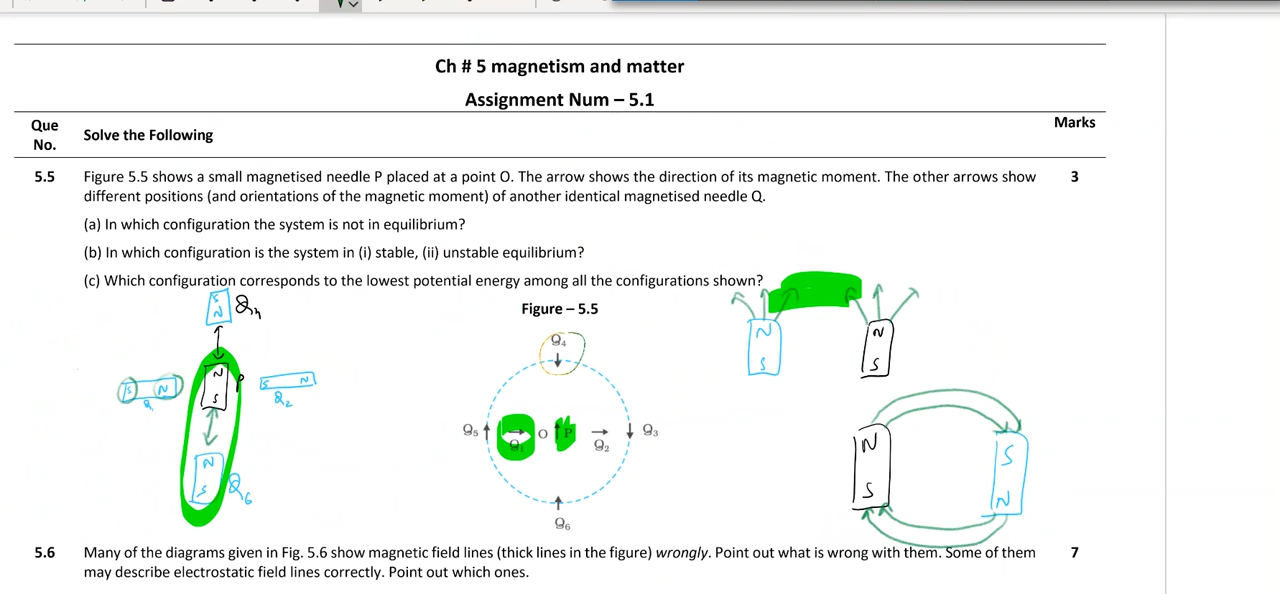 Ch # 5 magnetism and matter
Assignment Num – 5.1
Que No.
Solve the Following
Marks
5.5 Figure 5.5 shows a small magnetised needle P placed at a point O. The arrow shows the direction of its magnetic moment. The other arrows show 3
different positions (and orientations of the magnetic moment) of another identical magnetised needle Q.
(a) In which configuration the system is not in equilibrium?
(b) In which configuration is the system in (i) stable, (ii) unstable equilibrium?
(c) Which configuration corresponds to the lowest potential energy among all the configurations shown?
Figure – 5.5
S
N
N P
S
S N
S N
Q₂
N
S
Q₆
Q₄
Q₅
Q₁
O
P
Q₂
Q₃
Q₆
N
S
N
S
N
S
S
N
5.6 Many of the diagrams given in Fig. 5.6 show magnetic field lines (thick lines in the figure) wrongly. Point out what is wrong with them. Some of them 7
may describe electrostatic field lines correctly. Point out which ones.